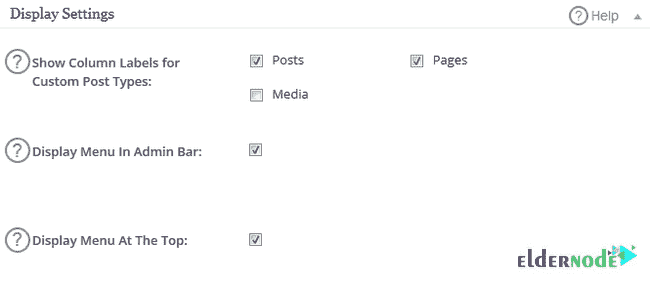 Display Settings
? Help
? Show Column Labels for
Custom Post Types:
Posts
Pages
Media
? Display Menu In Admin Bar:
? Display Menu At The Top:
ELDERNODE